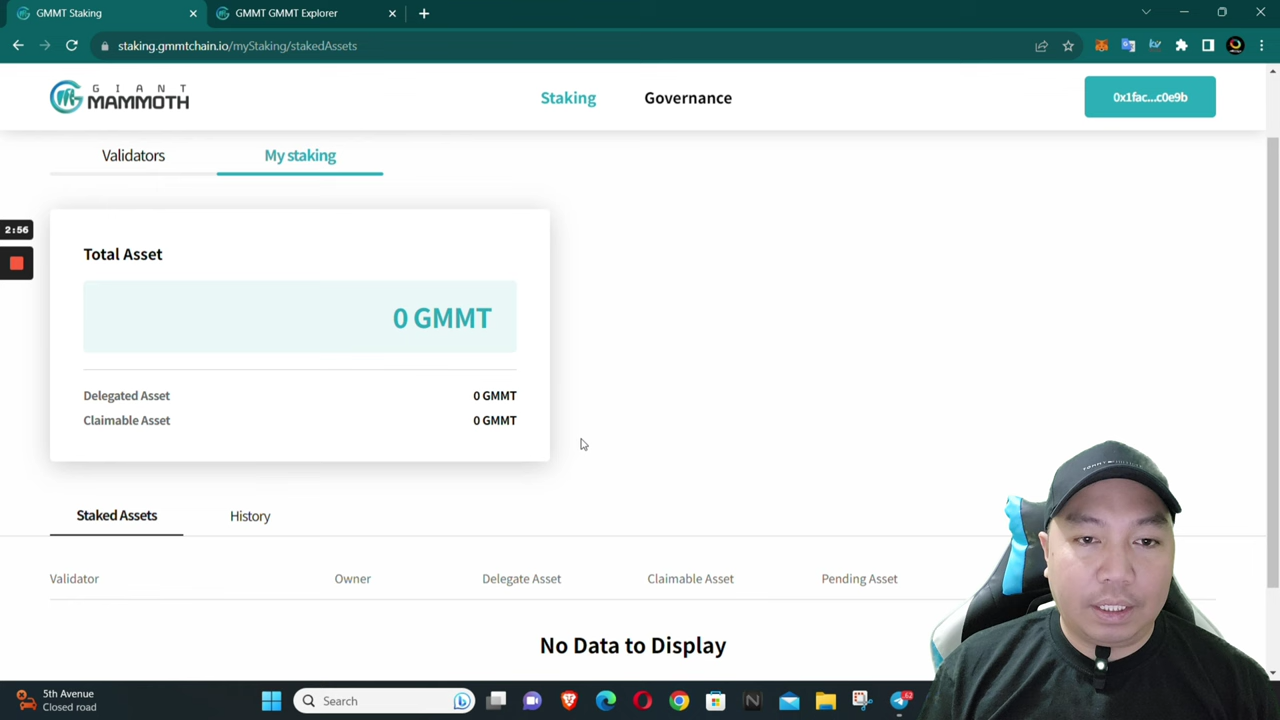 GMMT Staking
GMMT GMMT Explorer
staking.gmmtchain.io/myStaking/stakedAssets
GIANT
MAMMOTH
Staking
Governance
0x1fac...c0e9b
Validators
My staking
2:56
Total Asset
0 GMMT
Delegated Asset
0 GMMT
Claimable Asset
0 GMMT
Staked Assets
History
Validator
Owner
Delegate Asset
Claimable Asset
Pending Asset
No Data to Display
5th Avenue
Closed road
Search